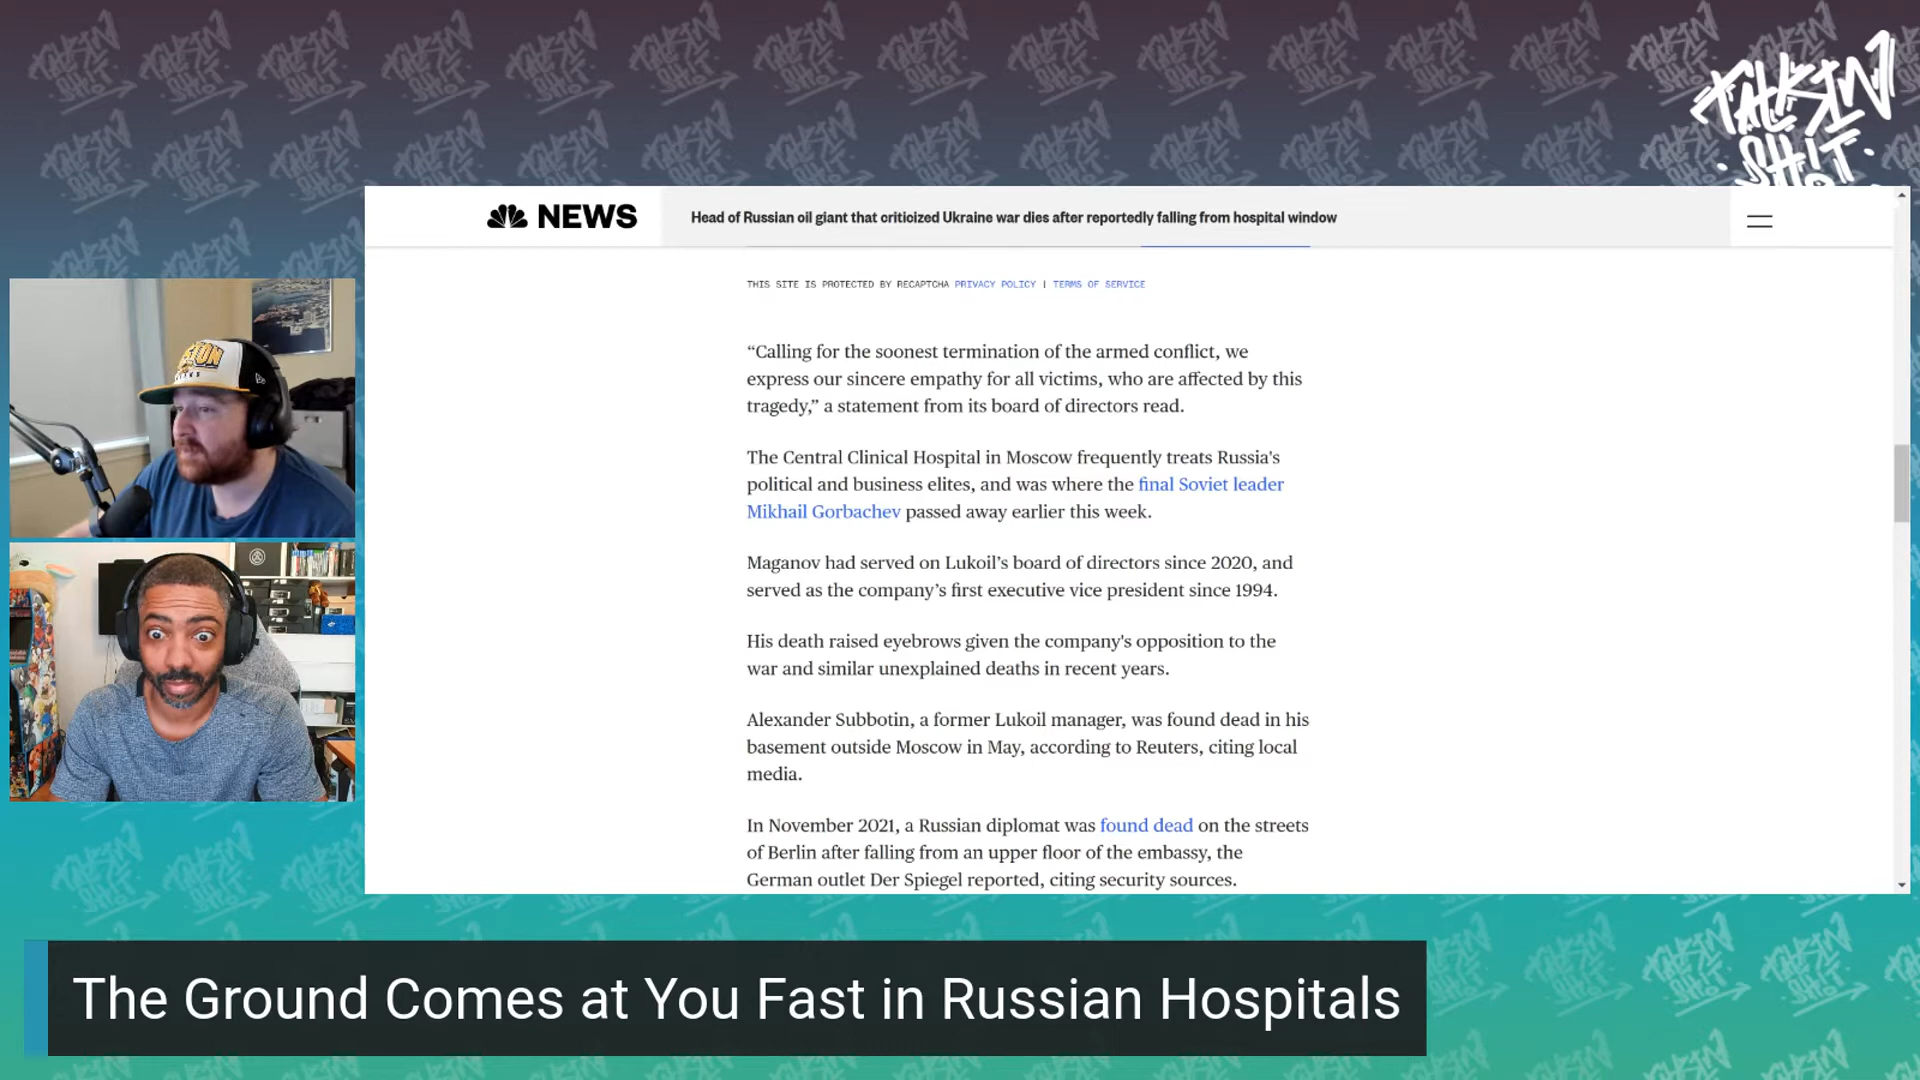 TALKIN
SH!T
NEWS
Head of Russian oil giant that criticized Ukraine war dies after reportedly falling from hospital window
THIS SITE IS PROTECTED BY RECAPTCHA PRIVACY POLICY | TERMS OF SERVICE
“Calling for the soonest termination of the armed conflict, we
express our sincere empathy for all victims, who are affected by this
tragedy,” a statement from its board of directors read.
The Central Clinical Hospital in Moscow frequently treats Russia's
political and business elites, and was where the final Soviet leader
Mikhail Gorbachev passed away earlier this week.
Maganov had served on Lukoil’s board of directors since 2020, and
served as the company’s first executive vice president since 1994.
His death raised eyebrows given the company's opposition to the
war and similar unexplained deaths in recent years.
Alexander Subbotin, a former Lukoil manager, was found dead in his
basement outside Moscow in May, according to Reuters, citing local
media.
In November 2021, a Russian diplomat was found dead on the streets
of Berlin after falling from an upper floor of the embassy, the
German outlet Der Spiegel reported, citing security sources.
The Ground Comes at You Fast in Russian Hospitals